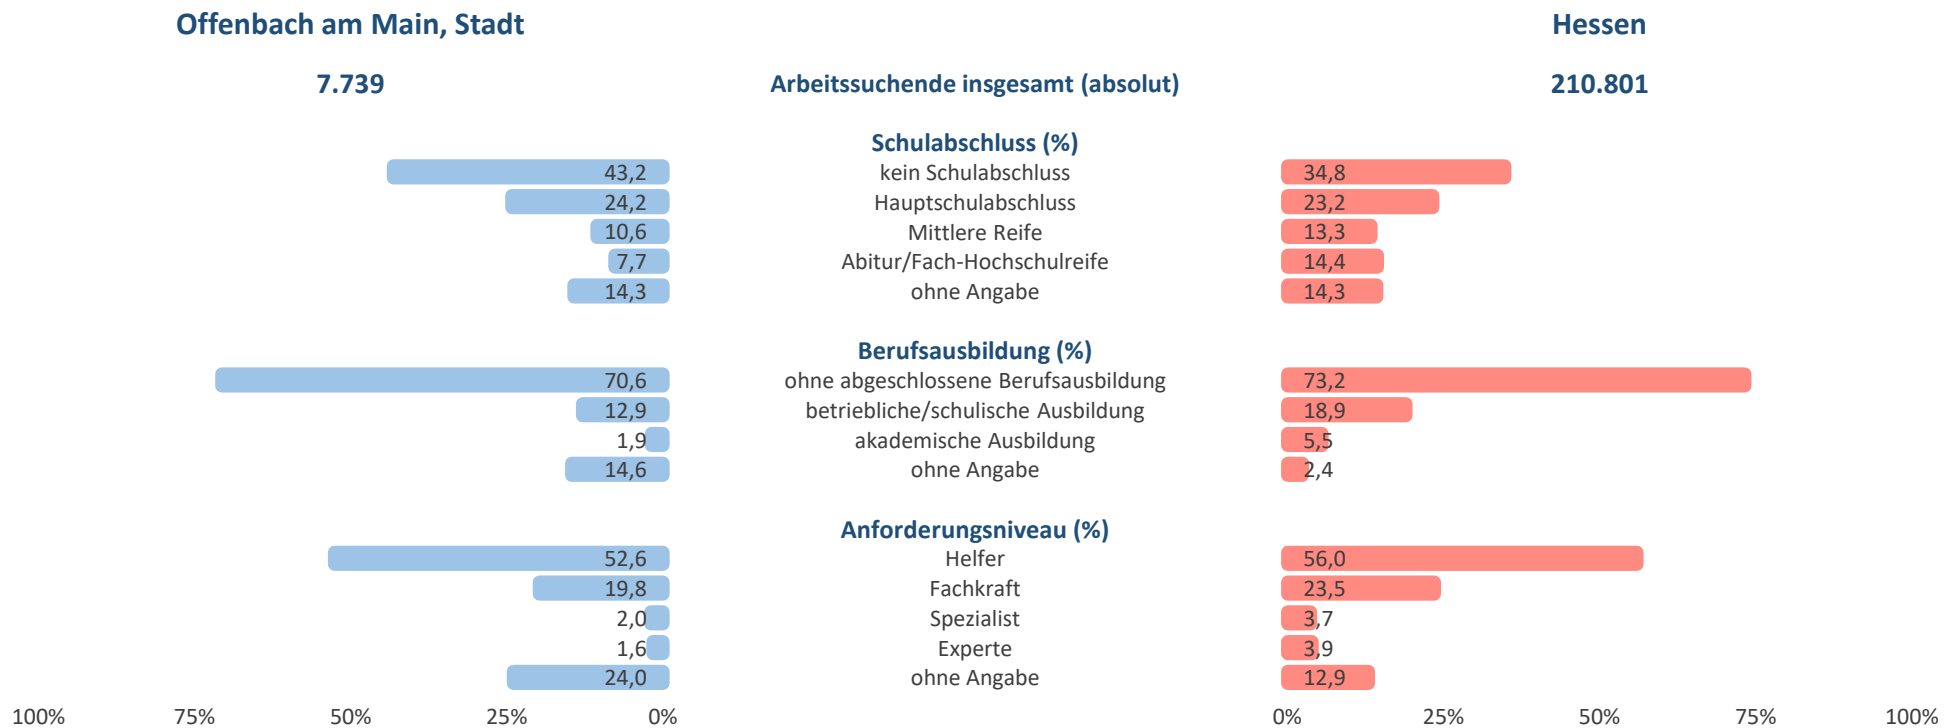 Offenbach am Main, Stadt Hessen
7.739 Arbeitssuchende insgesamt (absolut) 210.801
Schulabschluss (%)
43,2 kein Schulabschluss 34,8
24,2 Hauptschulabschluss 23,2
10,6 Mittlere Reife 13,3
7,7 Abitur/Fach-Hochschulreife 14,4
14,3 ohne Angabe 14,3
Berufsausbildung (%)
70,6 ohne abgeschlossene Berufsausbildung 73,2
12,9 betriebliche/schulische Ausbildung 18,9
1,9 akademische Ausbildung 5,5
14,6 ohne Angabe 2,4
Anforderungsniveau (%)
52,6 Helfer 56,0
19,8 Fachkraft 23,5
2,0 Spezialist 3,7
1,6 Experte 3,9
24,0 ohne Angabe 12,9
100% 75% 50% 25% 0% 0% 25% 50% 75% 100%